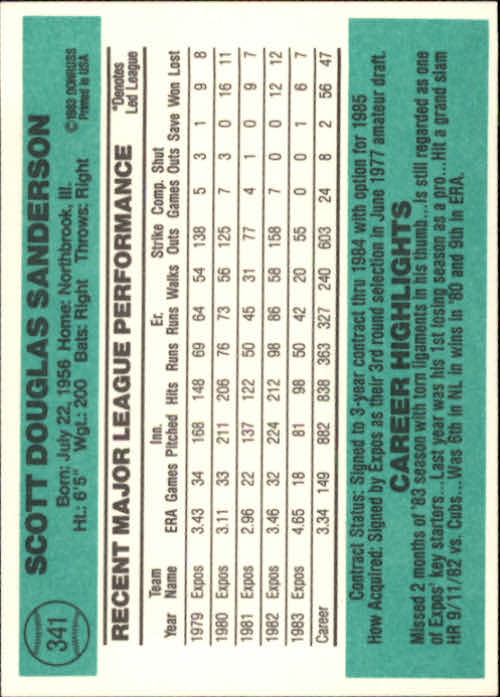 341
SCOTT DOUGLAS SANDERSON
Born: July 22, 1956 Home: Northbrook, Ill.
Ht.: 6'5" Wgt.: 200 Bats: Right Throws: Right
©1983 DONRUSS
Printed in USA
RECENT MAJOR LEAGUE PERFORMANCE
*Denotes
Led League
Team Inn. Er. Strike Comp. Shut
Year Name ERA Games Pitched Hits Runs Runs Walks Outs Games Outs Save Won Lost
1979 Expos 3.43 34 168 148 69 64 54 138 5 3 1 9 8
1980 Expos 3.11 33 211 206 76 73 56 125 7 3 0 16 11
1981 Expos 2.96 22 137 122 50 45 31 77 4 1 0 9 7
1982 Expos 3.46 32 224 212 98 86 58 158 7 0 0 12 12
1983 Expos 4.65 18 81 98 50 42 20 55 0 0 1 6 7
Career 3.34 149 882 838 363 327 240 603 24 8 2 56 47
Contract Status: Signed to 3-year contract thru 1984 with option for 1985
How Acquired: Signed by Expos as their 3rd round selection in June 1977 amateur draft.
CAREER HIGHLIGHTS
Missed 2 months of '83 season with torn ligaments in his thumb...Is still regarded as one
of Expos' key starters...Last year was his 1st losing season as a pro...Hit a grand slam
HR 9/11/82 vs. Cubs...Was 6th in NL in wins in '80 and 9th in ERA.